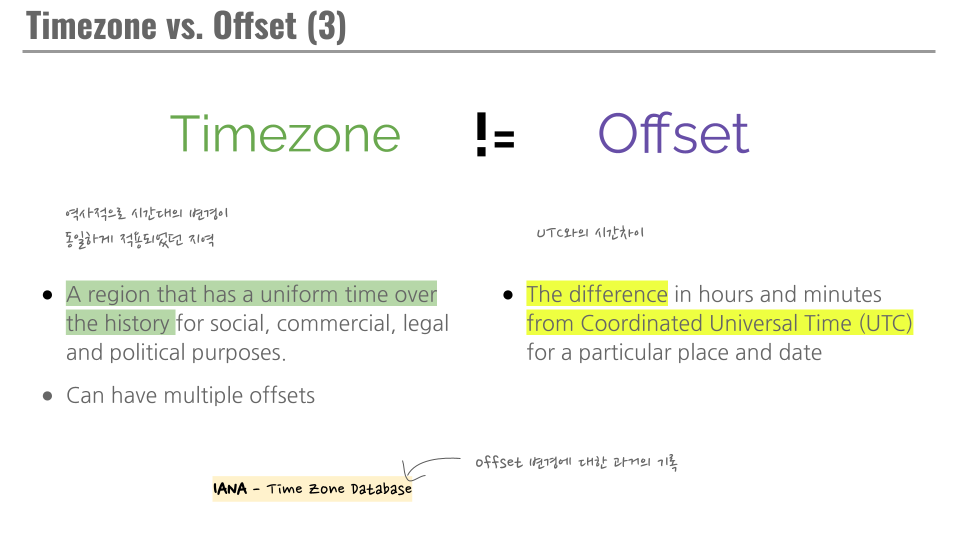 Timezone vs. Offset (3)
Timezone != Offset
역사적으로 시간대의 변경이
동일하게 적용되었던 지역
UTC와의 시간차이
• A region that has a uniform time over
the history for social, commercial, legal
and political purposes.
• Can have multiple offsets
• The difference in hours and minutes
from Coordinated Universal Time (UTC)
for a particular place and date
offset 변경에 대한 과거의 기록
IANA - Time Zone Database